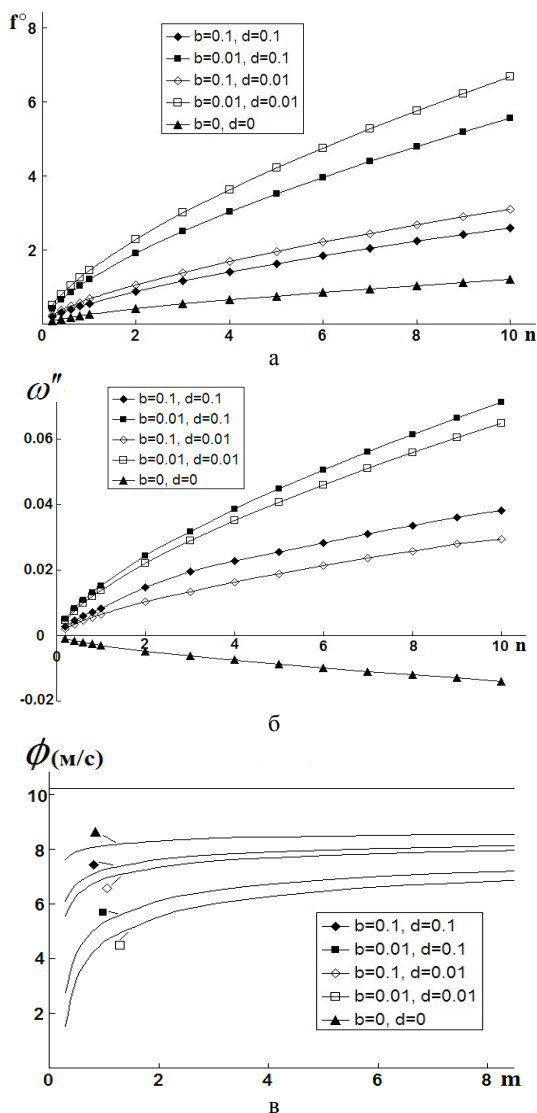 f°
8
6
4
2
b=0.1, d=0.1
b=0.01, d=0.1
b=0.1, d=0.01
b=0.01, d=0.01
b=0, d=0
0 2 4 6 8 10 n
а
ω″
0.06
0.04
0.02
0
-0.02
b=0.1, d=0.1
b=0.01, d=0.1
b=0.1, d=0.01
b=0.01, d=0.01
b=0, d=0
0 2 4 6 8 10 n
б
ϕ(м/с)
10
8
6
4
2
b=0.1, d=0.1
b=0.01, d=0.1
b=0.1, d=0.01
b=0.01, d=0.01
b=0, d=0
0 2 4 6 8 m
в